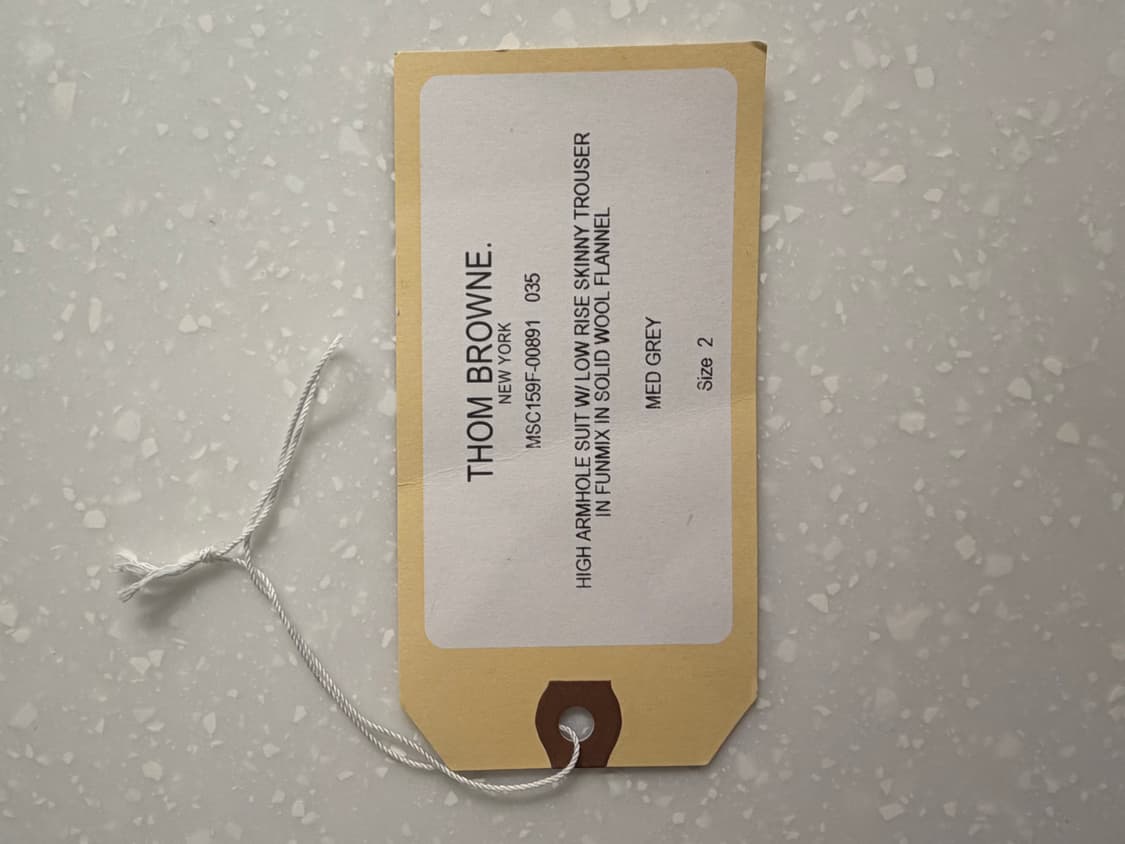 THOM BROWNE.
NEW YORK
MSC159F-00891 035
HIGH ARMHOLE SUIT W/ LOW RISE SKINNY TROUSER
IN FUNMIX IN SOLID WOOL FLANNEL
MED GREY
Size 2